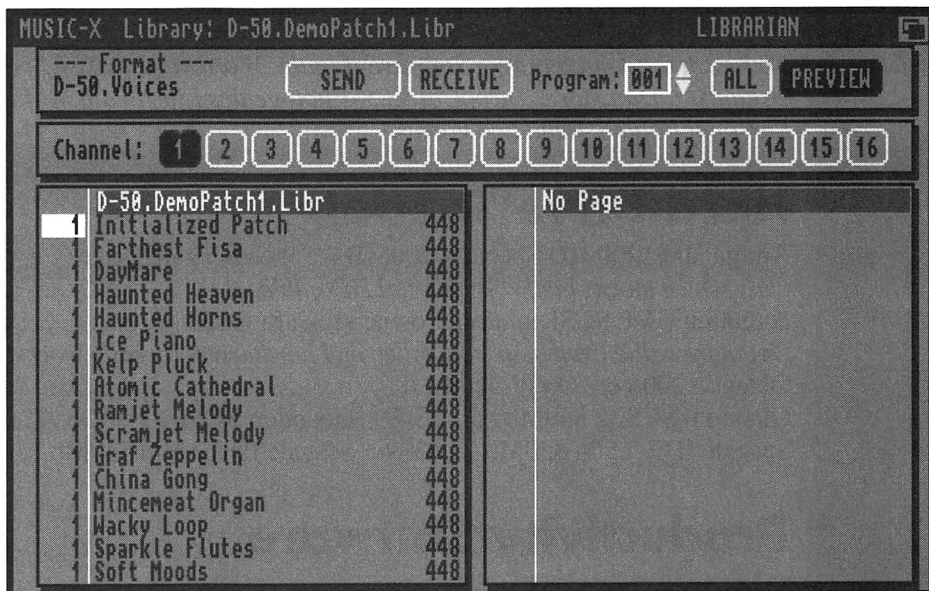 MUSIC-X Library: D-50.DemoPatch1.Libr LIBRARIAN
--- Format ---
D-50.Voices
SEND RECEIVE Program: 001 ALL PREVIEW
Channel: 1 2 3 4 5 6 7 8 9 10 11 12 13 14 15 16
D-50.DemoPatch1.Libr
1 Initialized Patch 448
1 Farthest Fisa 448
1 DayMare 448
1 Haunted Heaven 448
1 Haunted Horns 448
1 Ice Piano 448
1 Kelp Pluck 448
1 Atomic Cathedral 448
1 Ramjet Melody 448
1 Scramjet Melody 448
1 Graf Zeppelin 448
1 China Gong 448
1 Mincemeat Organ 448
1 Wacky Loop 448
1 Sparkle Flutes 448
1 Soft Moods 448
No Page